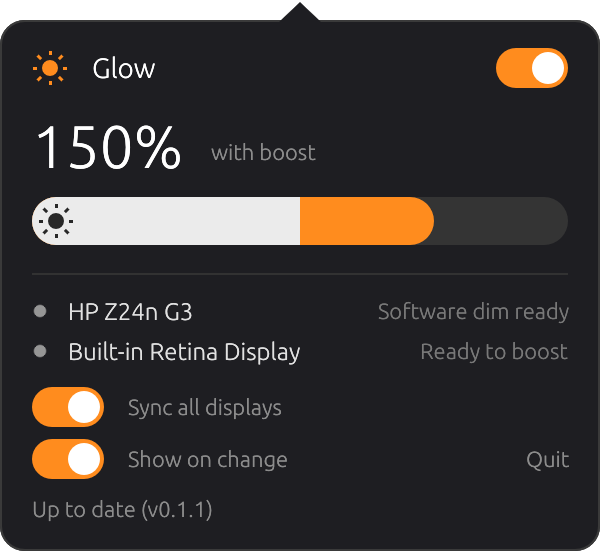 Glow
150% with boost
HP Z24n G3 Software dim ready
Built-in Retina Display Ready to boost
Sync all displays
Show on change Quit
Up to date (v0.1.1)